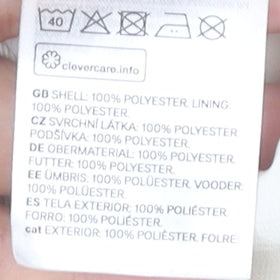 40
clevercare.info
GB SHELL: 100% POLYESTER. LINING:
100% POLYESTER.
CZ SVRCHNÍ LÁTKA: 100% POLYESTER
PODŠÍVKA: 100% POLYESTER.
DE OBERMATERIAL: 100% POLYESTER
FUTTER: 100% POLYESTER.
EE ÜMBRIS: 100% POLÜESTER, VOODER:
100% POLÜESTER.
ES TELA EXTERIOR: 100% POLIÉSTER
FORRO: 100% POLIÉSTER.
cat EXTERIOR: 100% POLIÈSTER, FOLRE: